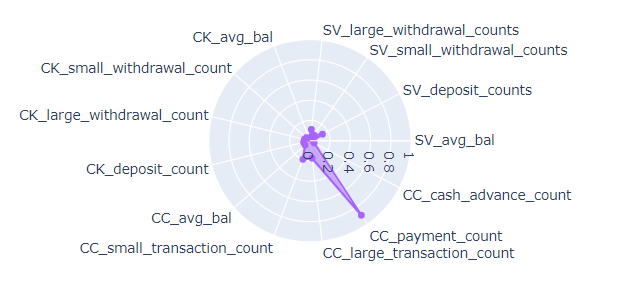 SV_large_withdrawal_counts
CK_avg_bal
SV_small_withdrawal_counts
CK_small_withdrawal_count
SV_deposit_counts
CK_large_withdrawal_count
SV_avg_bal
0 0.2 0.4 0.6 0.8 1
CK_deposit_count
CC_cash_advance_count
CC_avg_bal
CC_payment_count
CC_small_transaction_count
CC_large_transaction_count